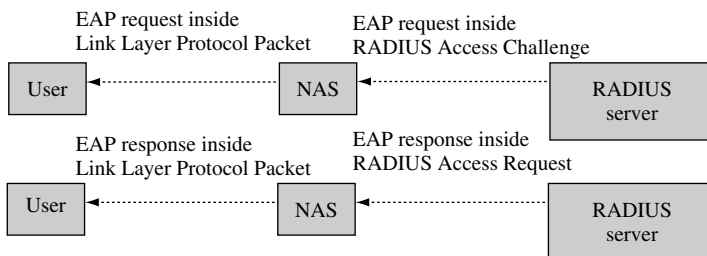 EAP request inside
Link Layer Protocol Packet
EAP request inside
RADIUS Access Challenge
User
NAS
RADIUS
server
EAP response inside
Link Layer Protocol Packet
EAP response inside
RADIUS Access Request
User
NAS
RADIUS
server